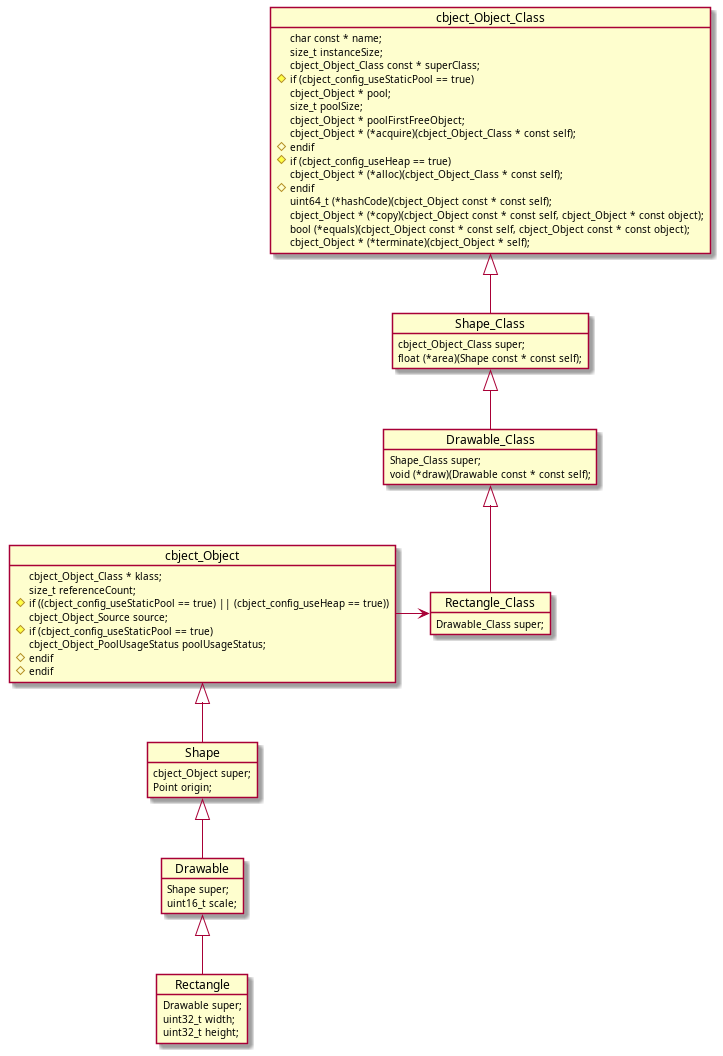 cbject_Object_Class
char const * name;
size_t instanceSize;
cbject_Object_Class const * superClass;
if (cbject_config_useStaticPool == true)
cbject_Object * pool;
size_t poolSize;
cbject_Object * poolFirstFreeObject;
cbject_Object * (*acquire)(cbject_Object_Class * const self);
endif
if (cbject_config_useHeap == true)
cbject_Object * (*alloc)(cbject_Object_Class * const self);
endif
uint64_t (*hashCode)(cbject_Object const * const self);
cbject_Object * (*copy)(cbject_Object const * const self, cbject_Object * const object);
bool (*equals)(cbject_Object const * const self, cbject_Object const * const object);
cbject_Object * (*terminate)(cbject_Object * self);
Shape_Class
cbject_Object_Class super;
float (*area)(Shape const * const self);
Drawable_Class
Shape_Class super;
void (*draw)(Drawable const * const self);
cbject_Object
cbject_Object_Class * klass;
size_t referenceCount;
if ((cbject_config_useStaticPool == true) || (cbject_config_useHeap == true))
cbject_Object_Source source;
if (cbject_config_useStaticPool == true)
cbject_Object_PoolUsageStatus poolUsageStatus;
endif
endif
Rectangle_Class
Drawable_Class super;
Shape
cbject_Object super;
Point origin;
Drawable
Shape super;
uint16_t scale;
Rectangle
Drawable super;
uint32_t width;
uint32_t height;